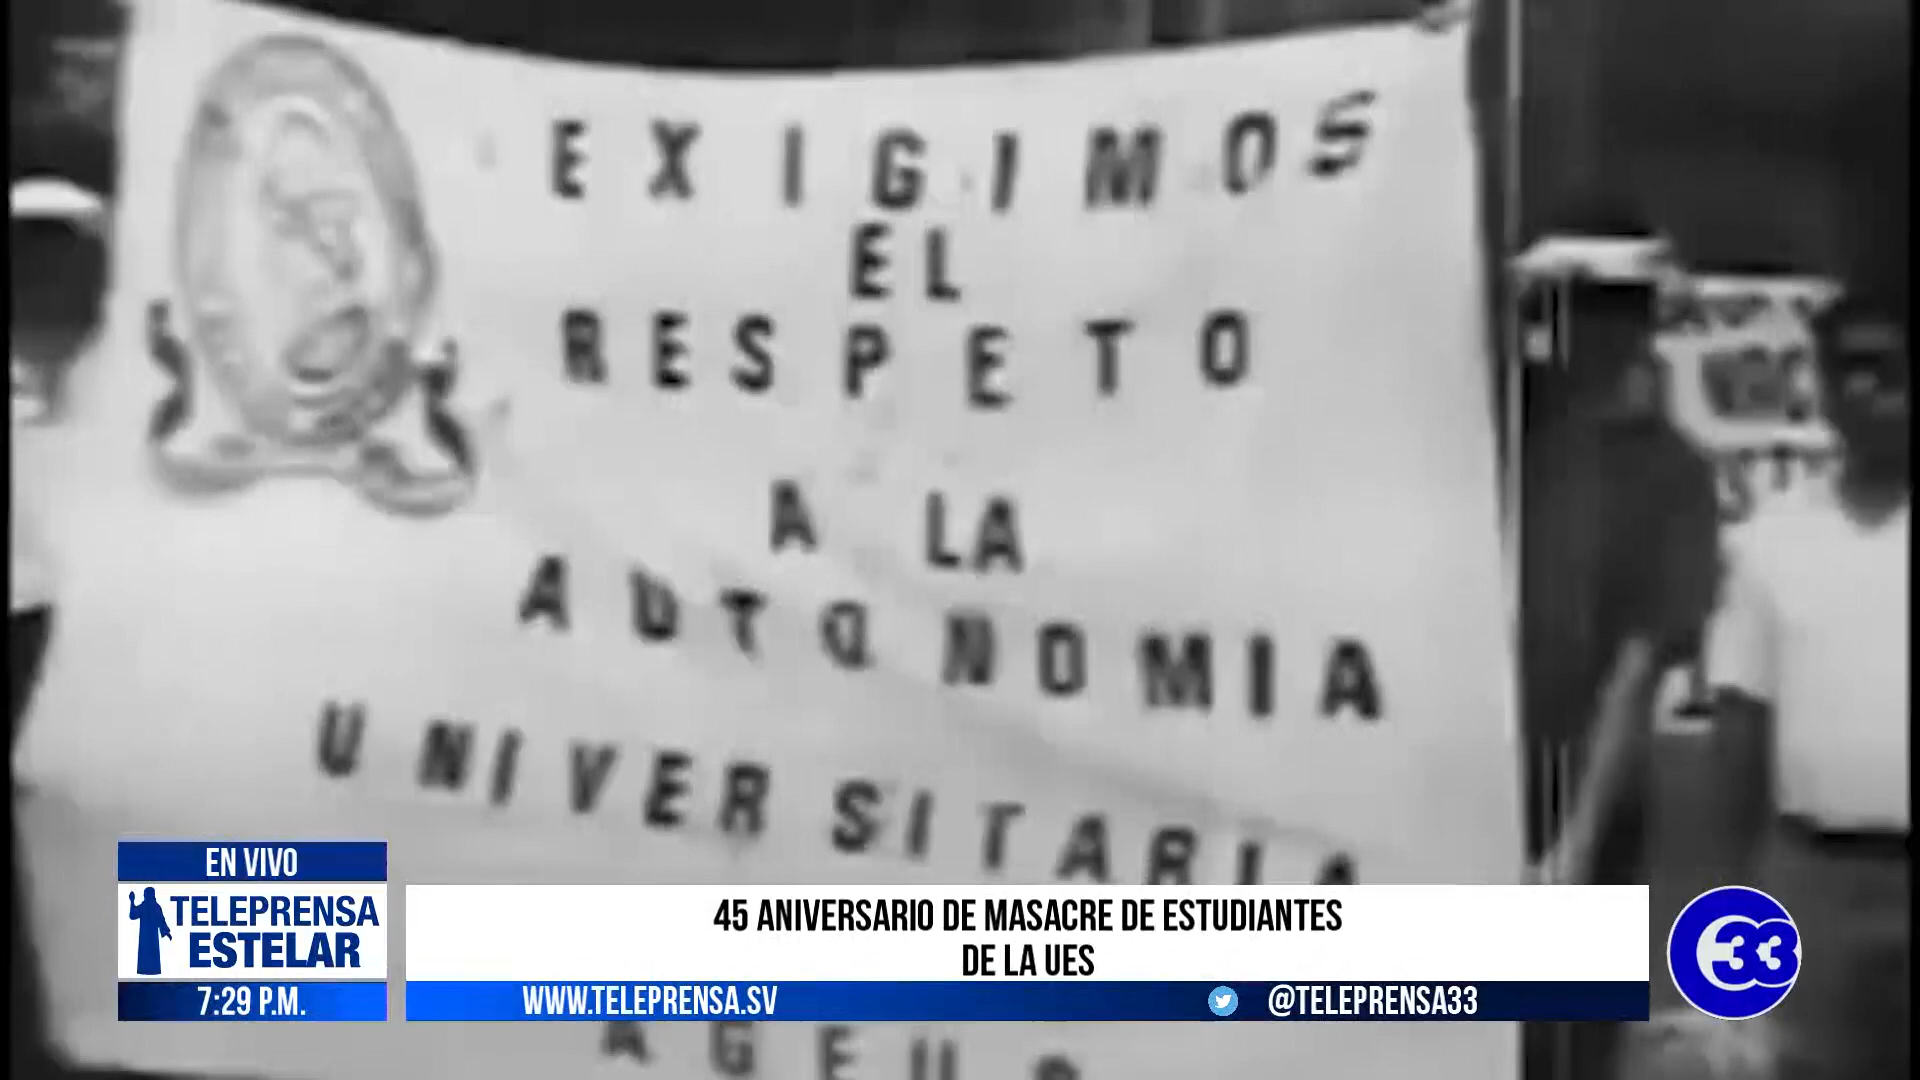 EXIGIMOS
EL
RESPETO
A LA
AUTONOMIA
UNIVERSITARIA
AGEUS
EN VIVO
TELEPRENSA
ESTELAR
7:29 P.M.
45 ANIVERSARIO DE MASACRE DE ESTUDIANTES
DE LA UES
WWW.TELEPRENSA.SV
@TELEPRENSA33
33